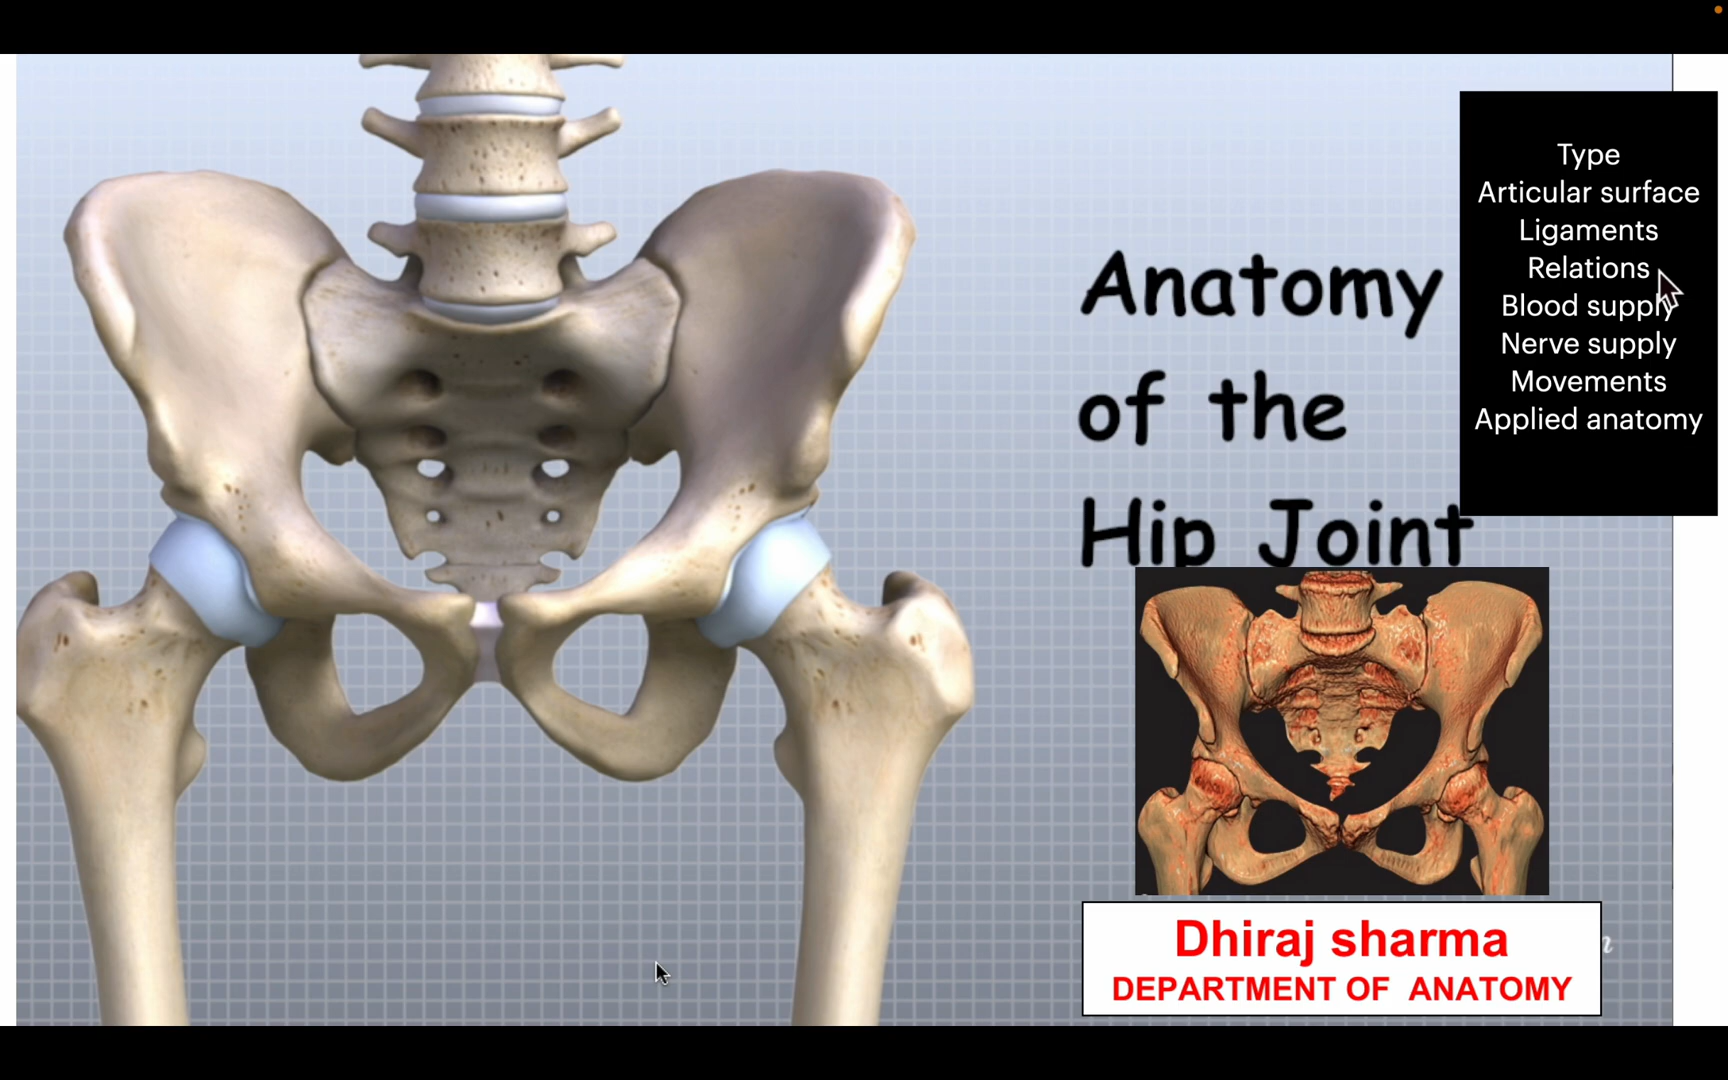 Anatomy
of the
Hip Joint
Type
Articular surface
Ligaments
Relations
Blood supply
Nerve supply
Movements
Applied anatomy
Dhiraj sharma
DEPARTMENT OF ANATOMY